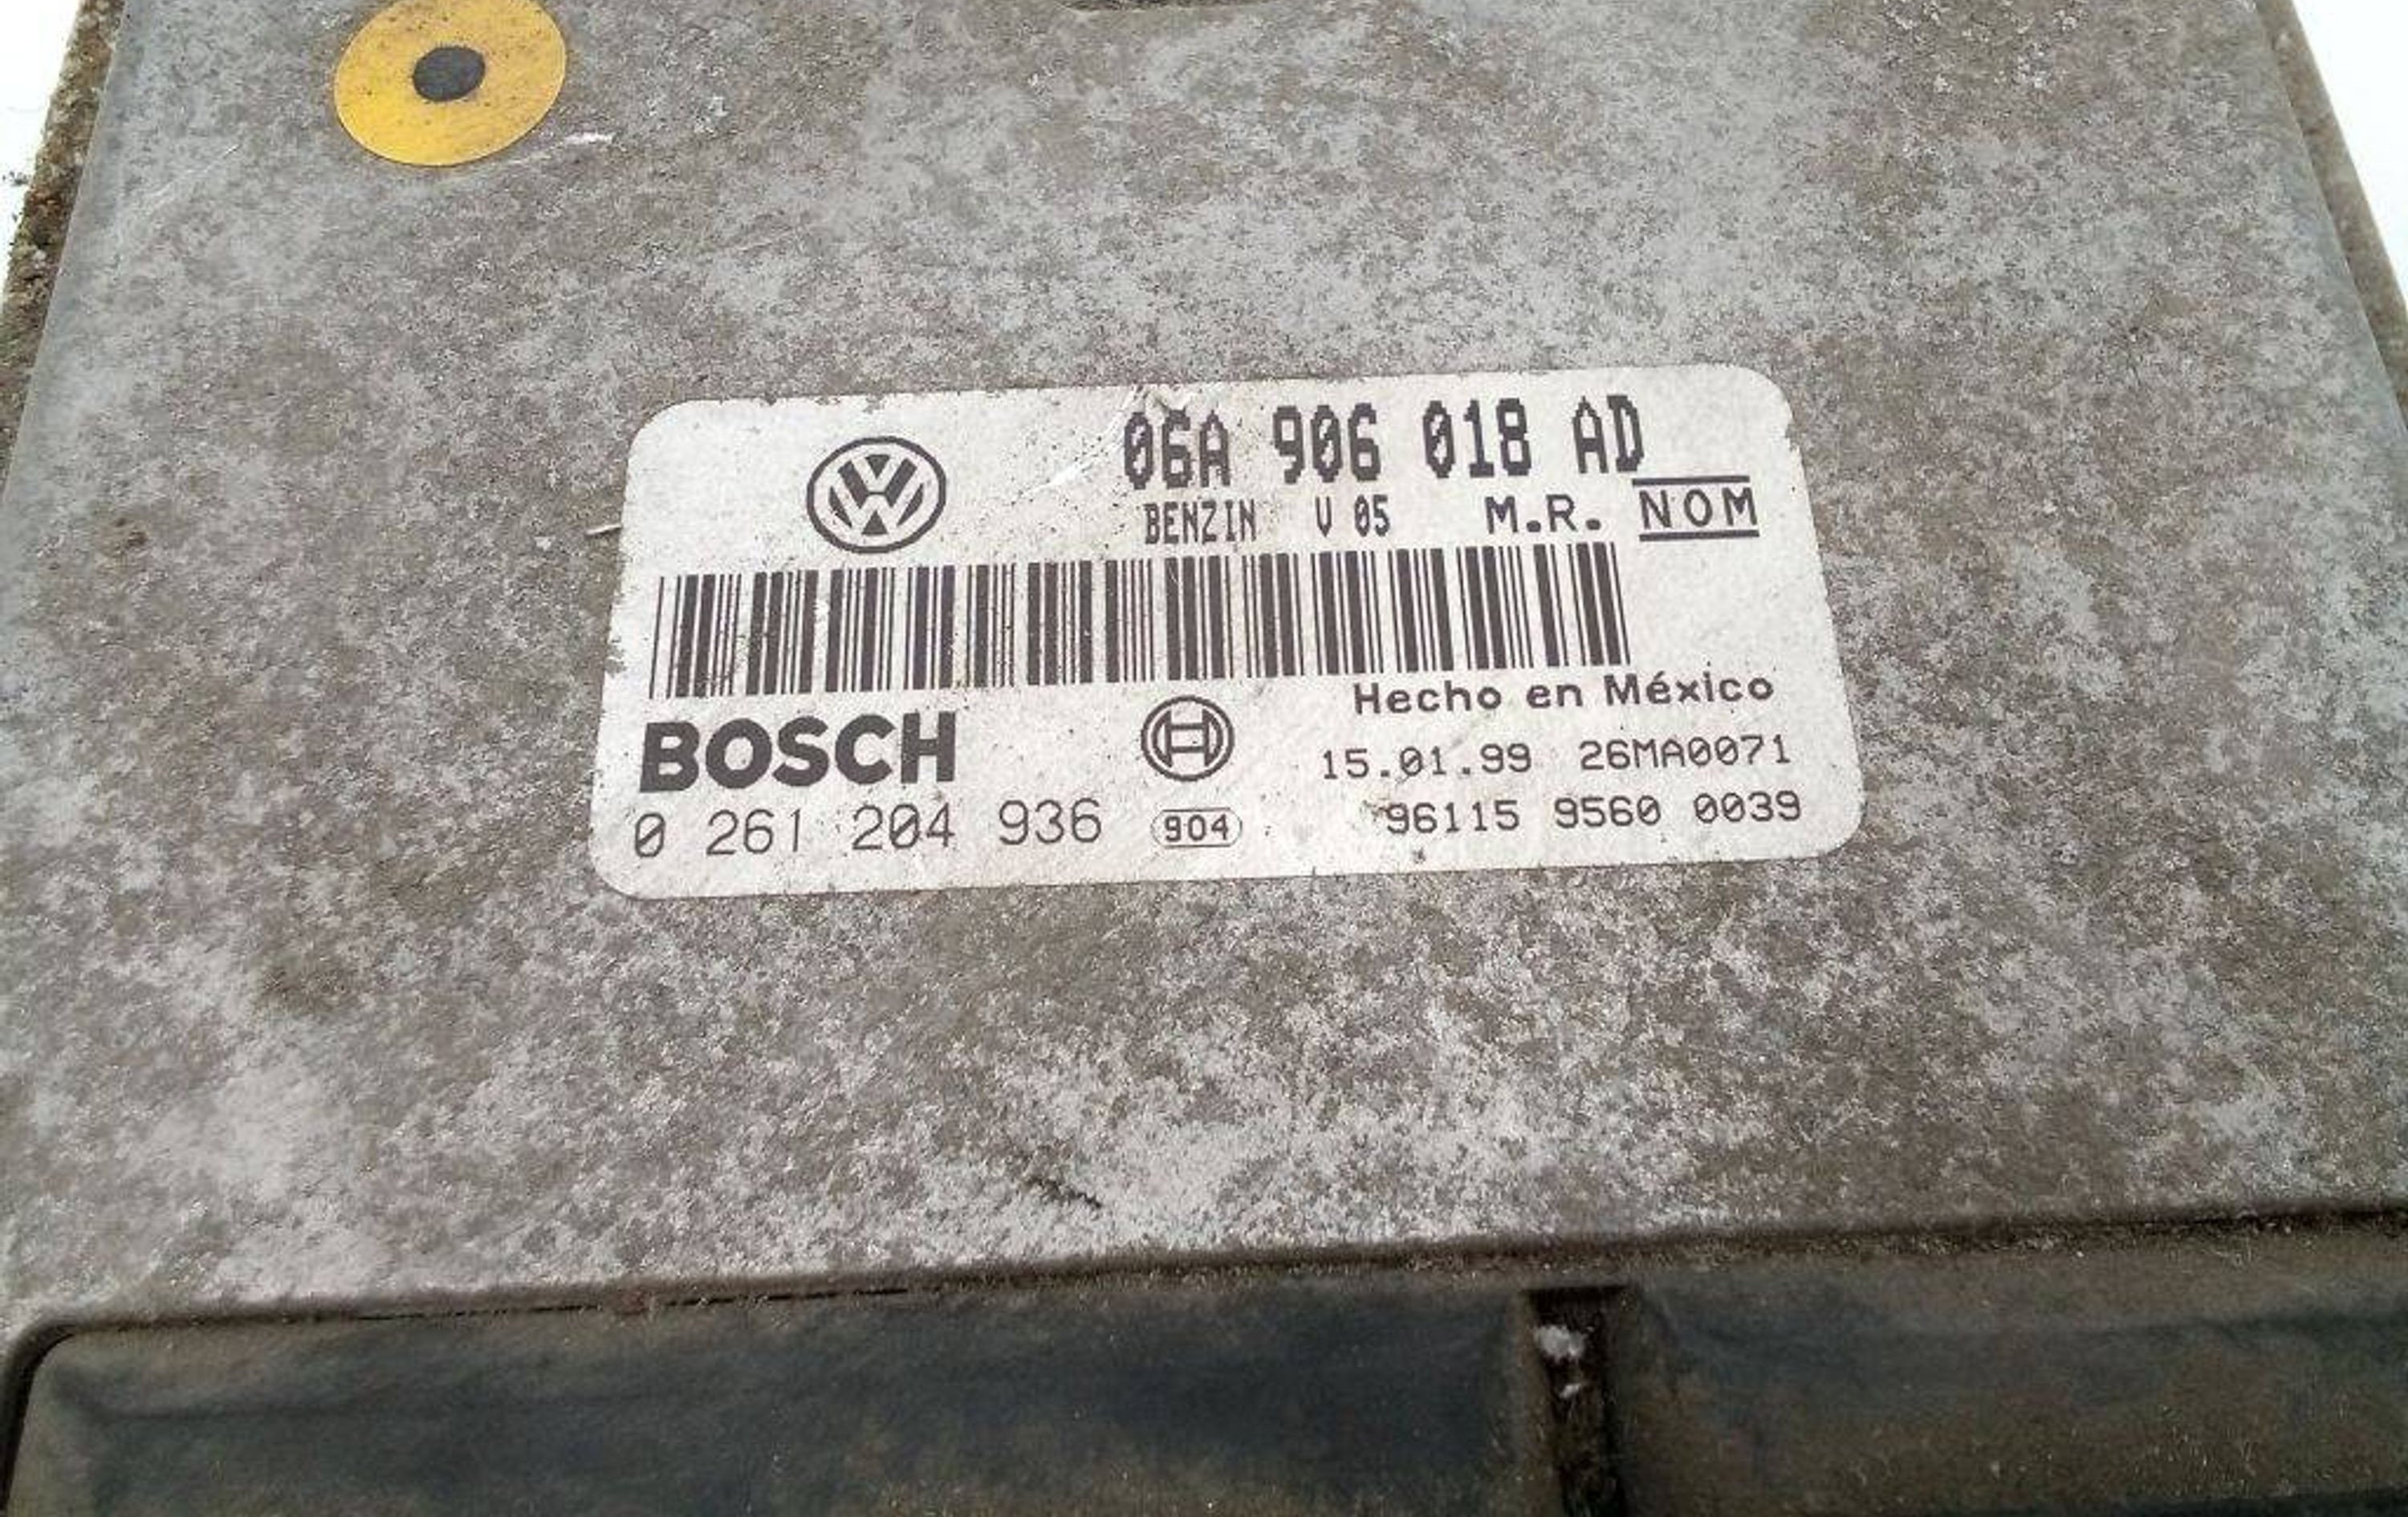 06A 906 018 AD
BENZIN V 05 M.R. NOM
Hecho en México
BOSCH
15.01.99 26MA0071
0 261 204 936 904 96115 9560 0039